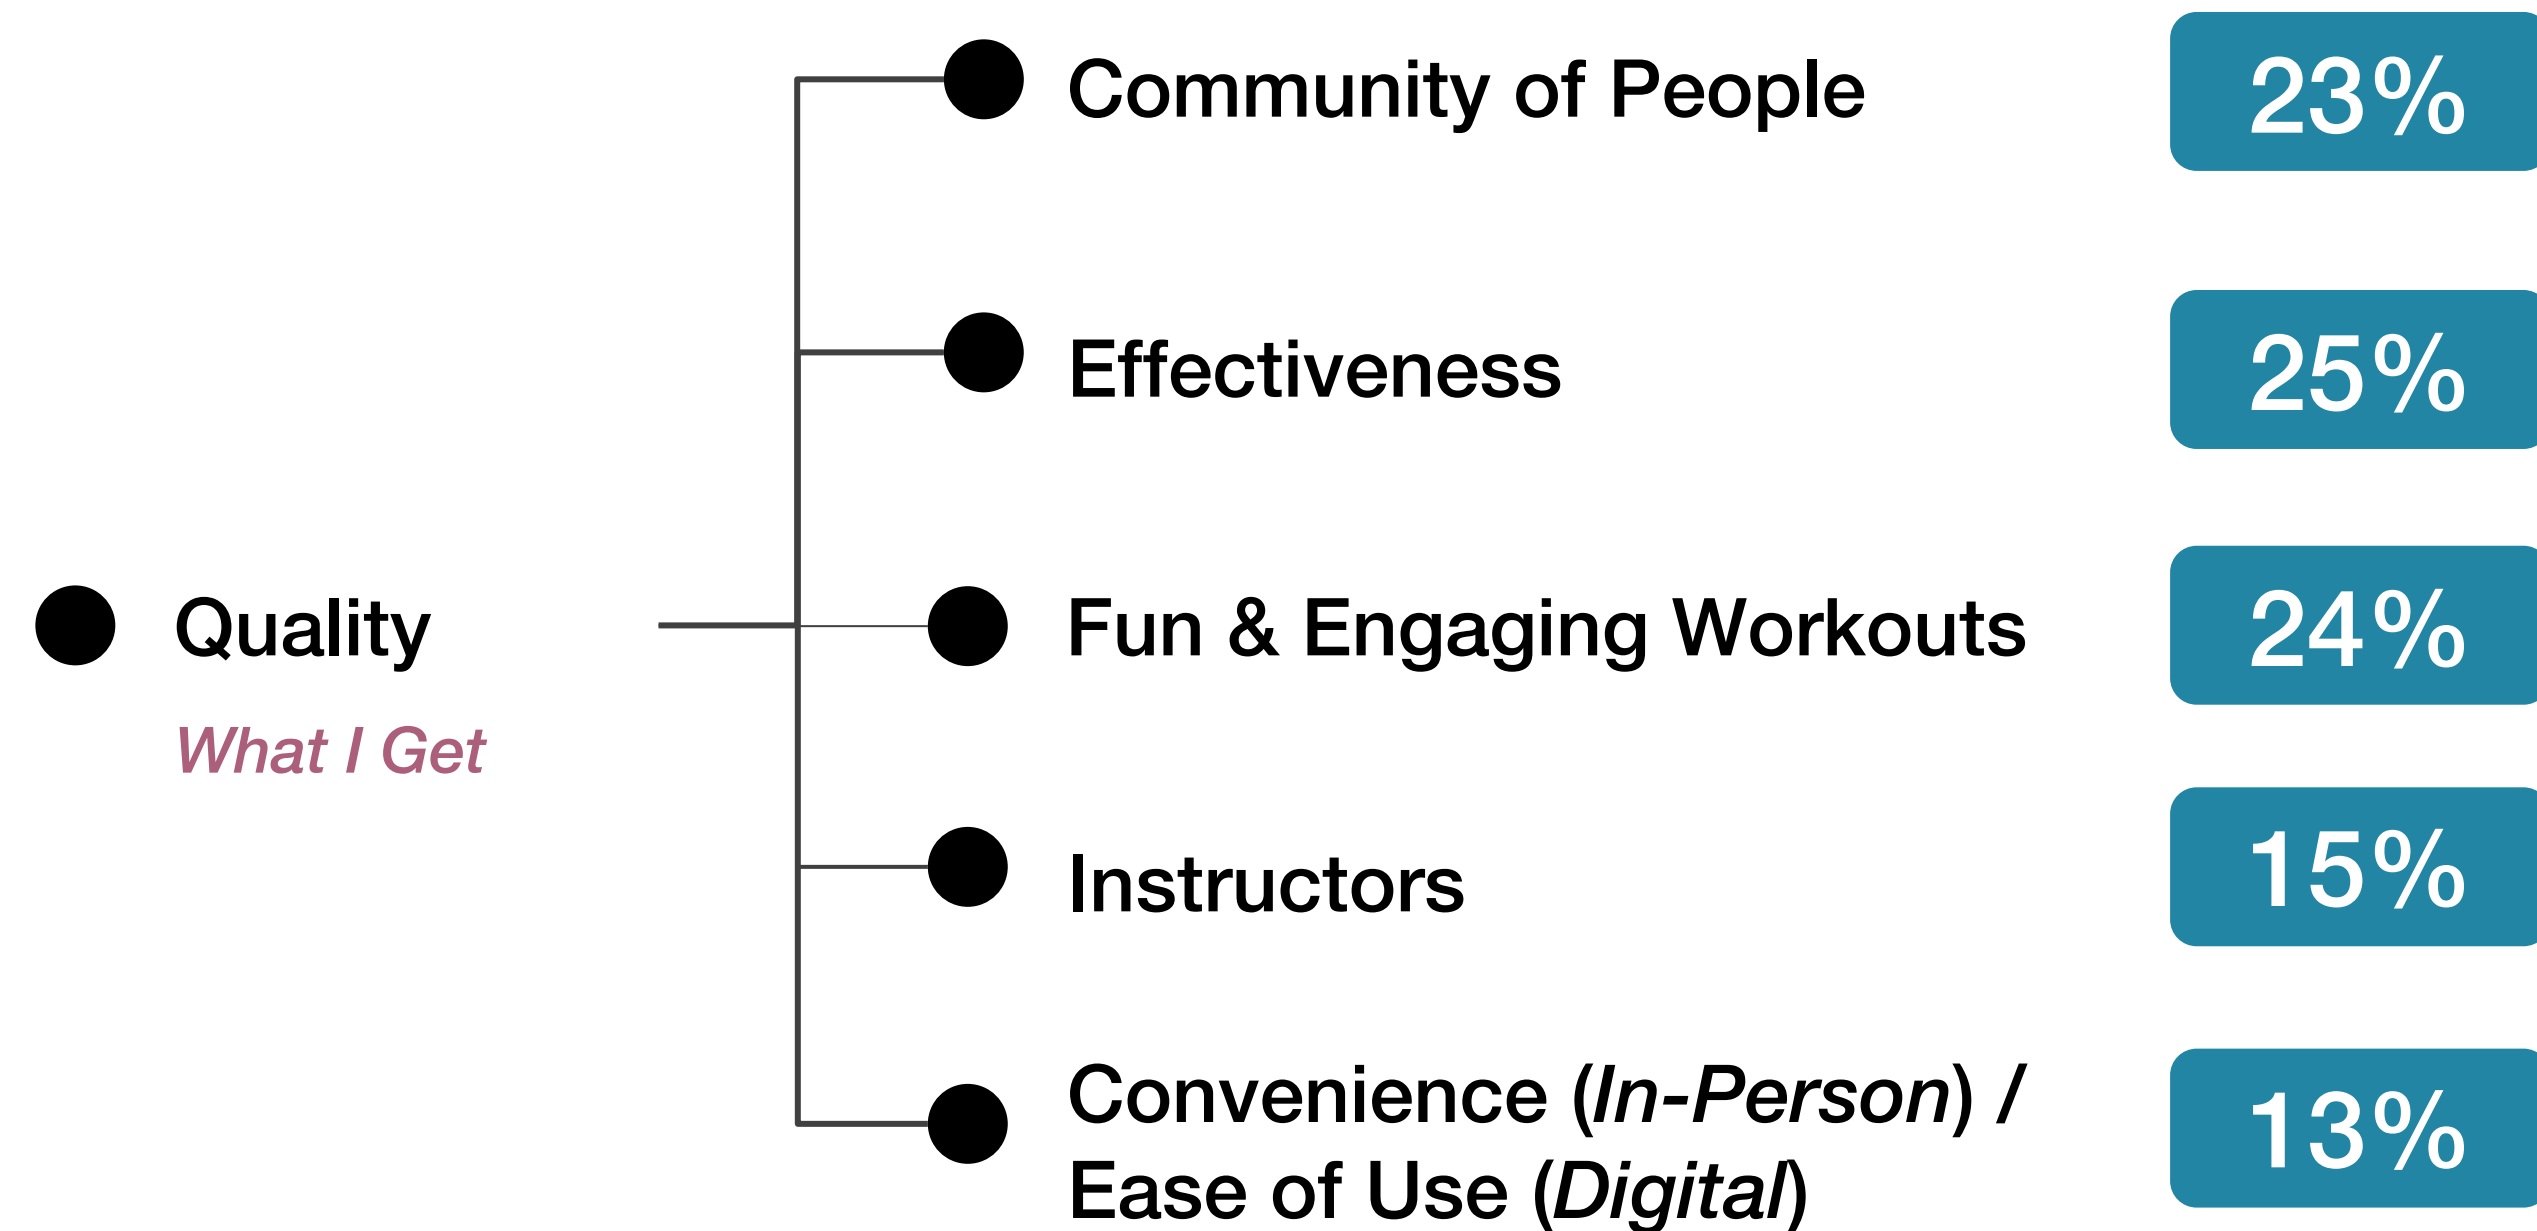 Community of People 23%
Effectiveness 25%
Quality
Fun & Engaging Workouts 24%
What I Get
Instructors 15%
Convenience (In-Person) /
Ease of Use (Digital) 13%